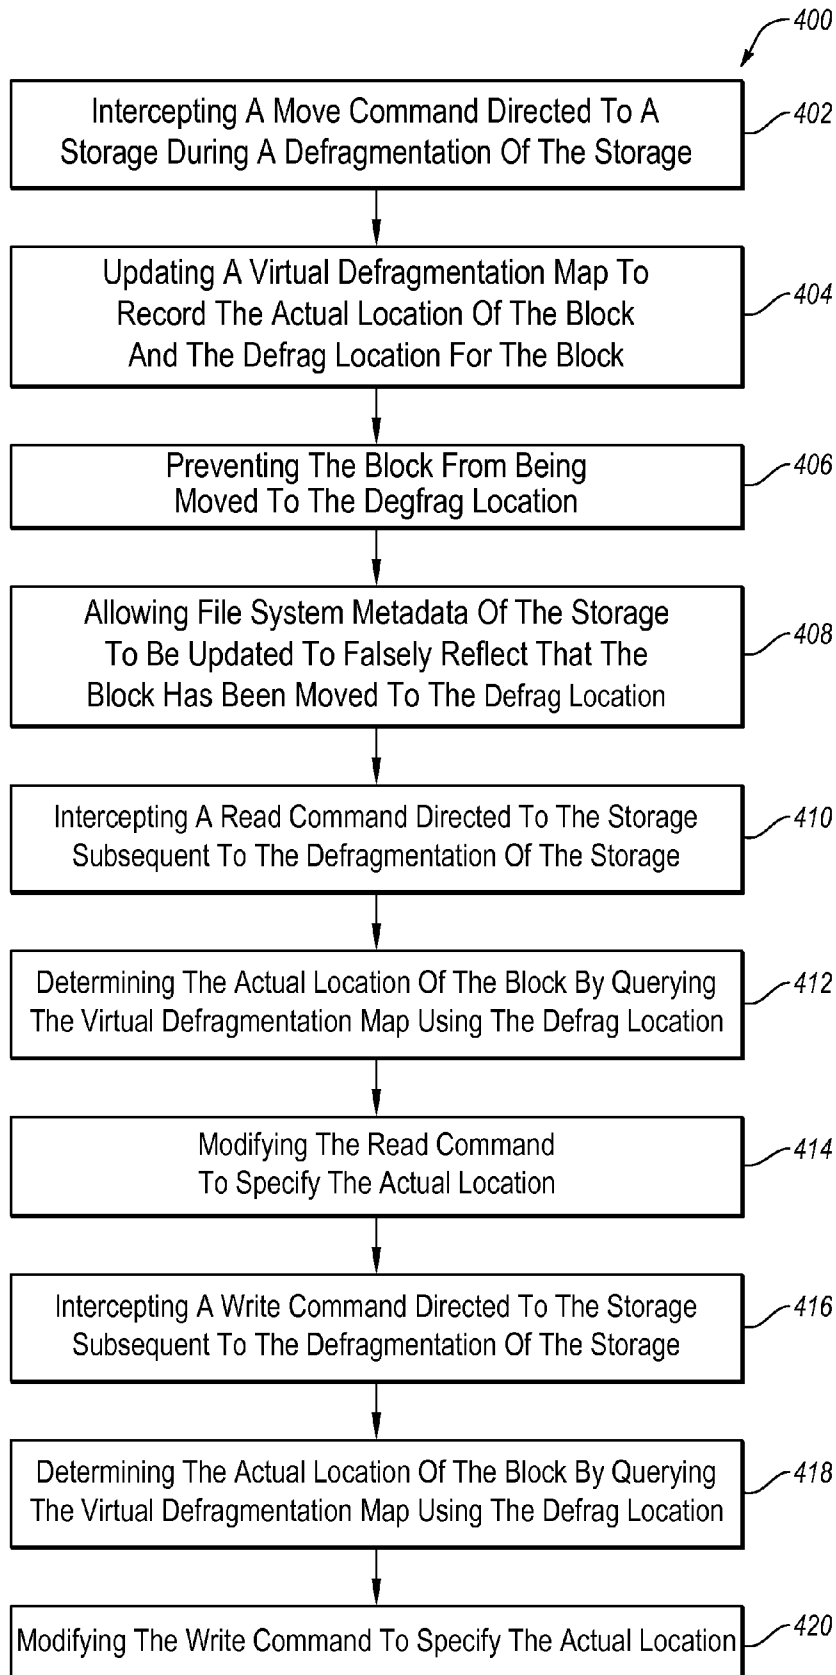 400
Intercepting A Move Command Directed To A
Storage During A Defragmentation Of The Storage
402
Updating A Virtual Defragmentation Map To
Record The Actual Location Of The Block
And The Defrag Location For The Block
404
Preventing The Block From Being
Moved To The Degfrag Location
406
Allowing File System Metadata Of The Storage
To Be Updated To Falsely Reflect That The
Block Has Been Moved To The Defrag Location
408
Intercepting A Read Command Directed To The Storage
Subsequent To The Defragmentation Of The Storage
410
Determining The Actual Location Of The Block By Querying
The Virtual Defragmentation Map Using The Defrag Location
412
Modifying The Read Command
To Specify The Actual Location
414
Intercepting A Write Command Directed To The Storage
Subsequent To The Defragmentation Of The Storage
416
Determining The Actual Location Of The Block By Querying
The Virtual Defragmentation Map Using The Defrag Location
418
Modifying The Write Command To Specify The Actual Location
420